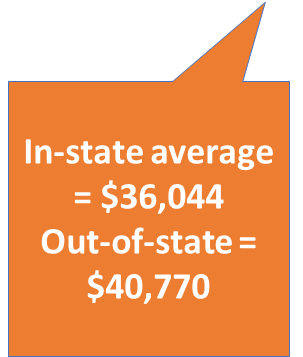 In-state average
= $36,044
Out-of-state =
$40,770